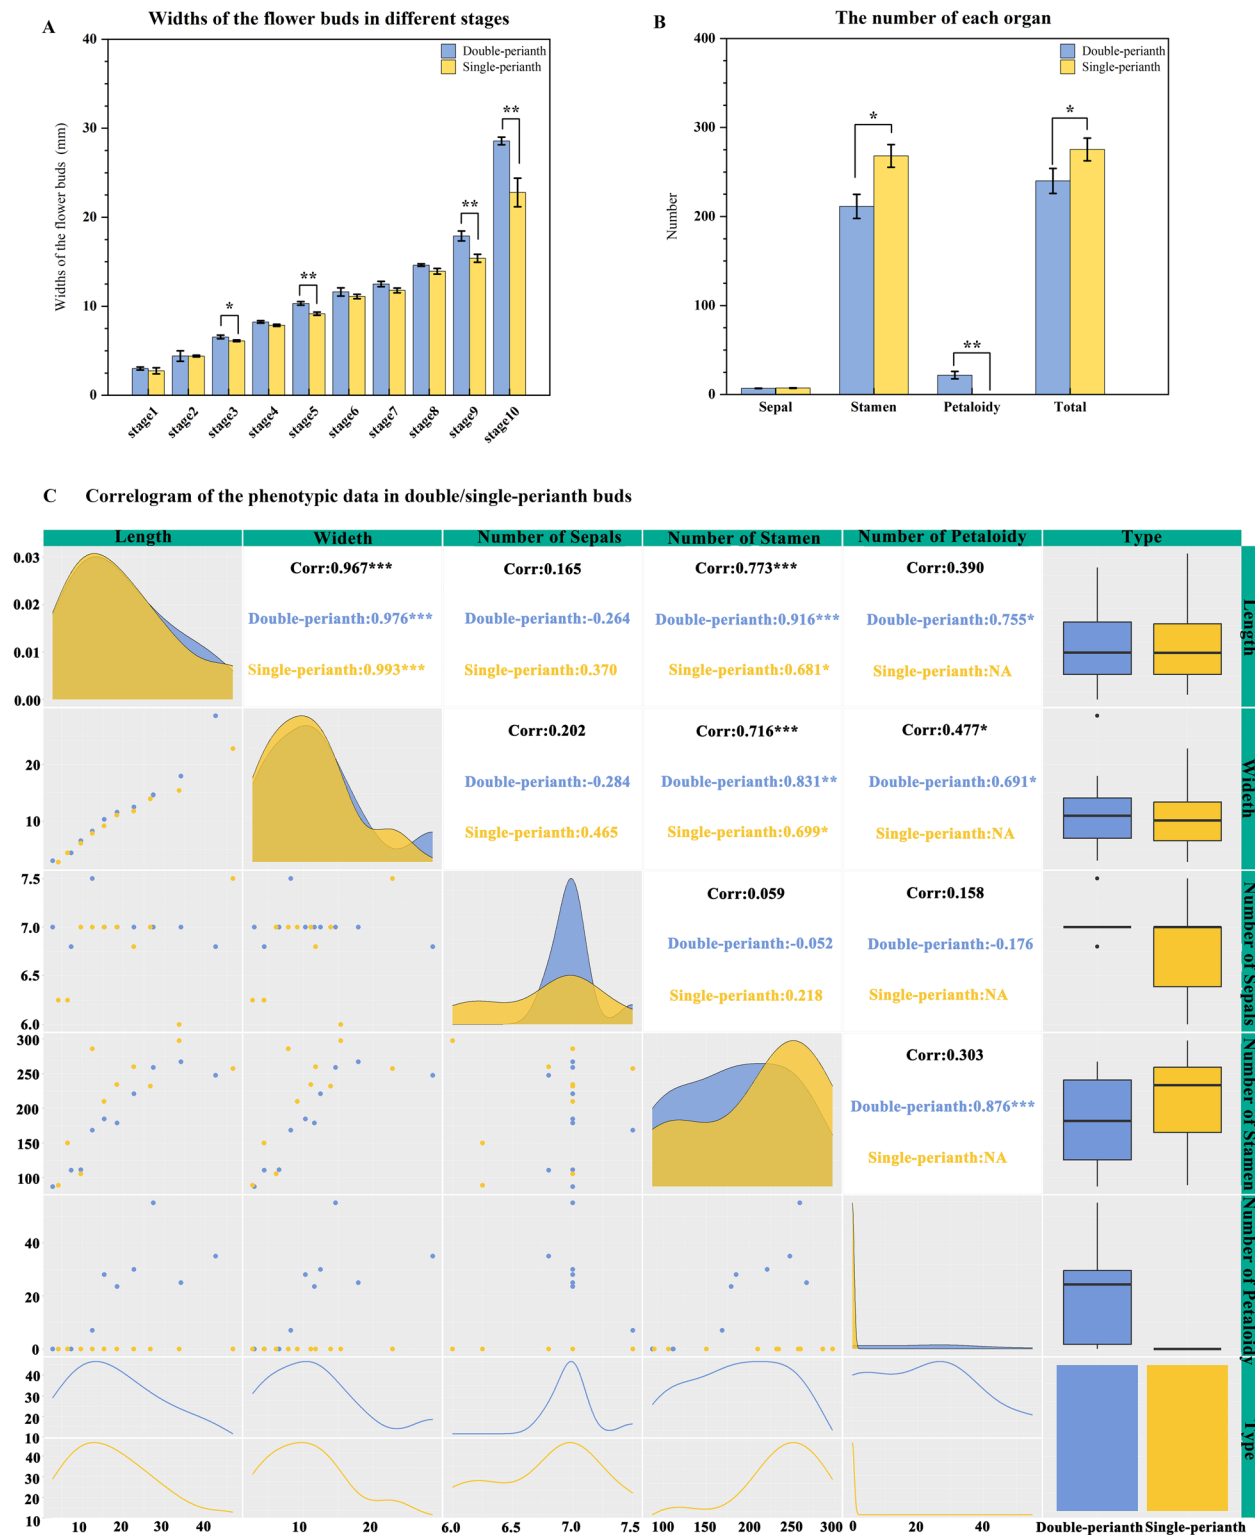 A
Widths of the flower buds in different stages
40
30
20
10
0
Widths of the flower buds (mm)
Double-perianth
Single-perianth
*
**
**
**
stage1
stage2
stage3
stage4
stage5
stage6
stage7
stage8
stage9
stage10
B
The number of each organ
400
300
200
100
0
Number
Double-perianth
Single-perianth
*
**
*
Sepal
Stamen
Petaloidy
Total
C Correlogram of the phenotypic data in double/single-perianth buds
Length
Wideth
Number of Sepals
Number of Stamen
Number of Petaloidy
Type
0.03
0.02
0.01
0.00
Corr:0.967***
Double-perianth:0.976***
Single-perianth:0.993***
Corr:0.165
Double-perianth:-0.264
Single-perianth:0.370
Corr:0.773***
Double-perianth:0.916***
Single-perianth:0.681*
Corr:0.390
Double-perianth:0.755*
Single-perianth:NA
Length
20
10
Corr:0.202
Double-perianth:-0.284
Single-perianth:0.465
Corr:0.716***
Double-perianth:0.831**
Single-perianth:0.699*
Corr:0.477*
Double-perianth:0.691*
Single-perianth:NA
Wideth
7.5
7.0
6.5
6.0
Corr:0.059
Double-perianth:-0.052
Single-perianth:0.218
Corr:0.158
Double-perianth:-0.176
Single-perianth:NA
Number of Sepals
300
250
200
150
100
Corr:0.303
Double-perianth:0.876***
Single-perianth:NA
Number of Stamen
40
20
0
Number of Petaloidy
40
30
20
10
40
30
20
10
Type
10 20 30 40
10 20
6.0 6.5 7.0 7.5
100 150 200 250 300
0 20 40
Double-perianth Single-perianth